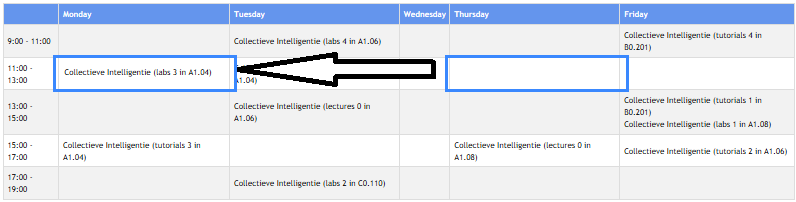 Monday Tuesday Wednesday Thursday Friday
9:00 - 11:00 Collectieve Intelligentie (labs 4 in A1.06) Collectieve Intelligentie (tutorials 4 in
B0.201)
11:00 -
13:00
Collectieve Intelligentie (labs 3 in A1.04)
A1.04)
13:00 -
15:00
Collectieve Intelligentie (lectures 0 in
A1.06)
Collectieve Intelligentie (tutorials 1 in
B0.201)
Collectieve Intelligentie (labs 1 in A1.08)
15:00 -
17:00
Collectieve Intelligentie (tutorials 3 in
A1.04)
Collectieve Intelligentie (lectures 0 in
A1.08)
Collectieve Intelligentie (tutorials 2 in A1.06)
17:00 -
19:00
Collectieve Intelligentie (labs 2 in C0.110)